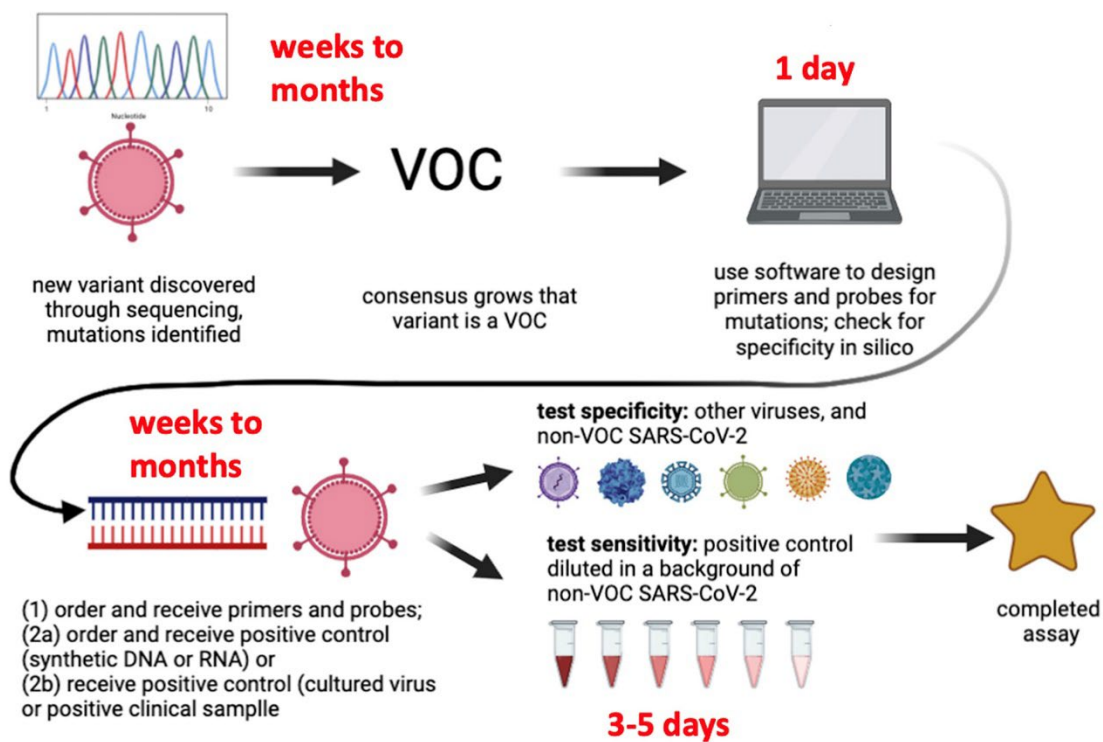 weeks to
months
1 day
1
10
Nucleotide
VOC
new variant discovered
through sequencing,
mutations identified
consensus grows that
variant is a VOC
use software to design
primers and probes for
mutations; check for
specificity in silico
weeks to
months
test specificity: other viruses, and
non-VOC SARS-CoV-2
test sensitivity: positive control
diluted in a background of
non-VOC SARS-CoV-2
(1) order and receive primers and probes;
(2a) order and receive positive control
(synthetic DNA or RNA) or
(2b) receive positive control (cultured virus
or positive clinical samplle
3-5 days
completed
assay